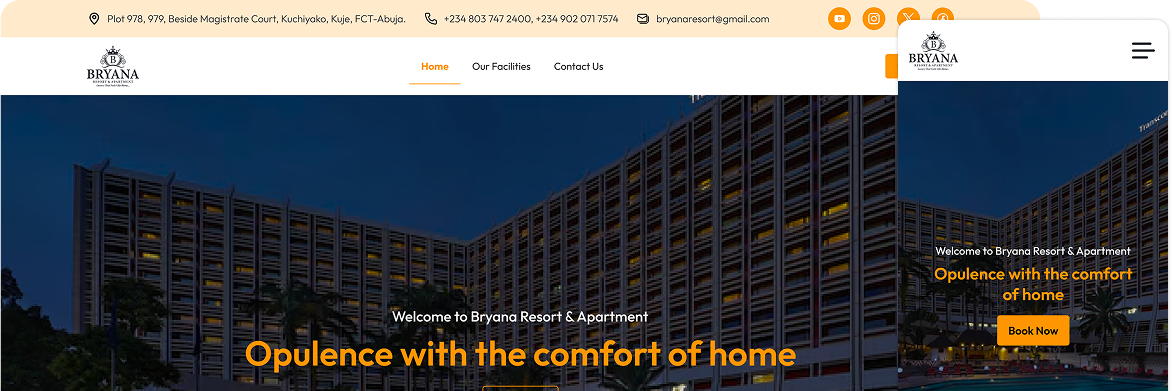 Plot 978, 979, Beside Magistrate Court, Kuchiyako, Kuje, FCT-Abuja.
+234 803 747 2400, +234 902 071 7574
bryanaresort@gmail.com
BRYANA
RESORT & APARTMENT
Home
Our Facilities
Contact Us
Welcome to Bryana Resort & Apartment
Opulence with the comfort of home
BRYANA
RESORT & APARTMENT
Transcor
Welcome to Bryana Resort & Apartment
Opulence with the comfort
of home
Book Now